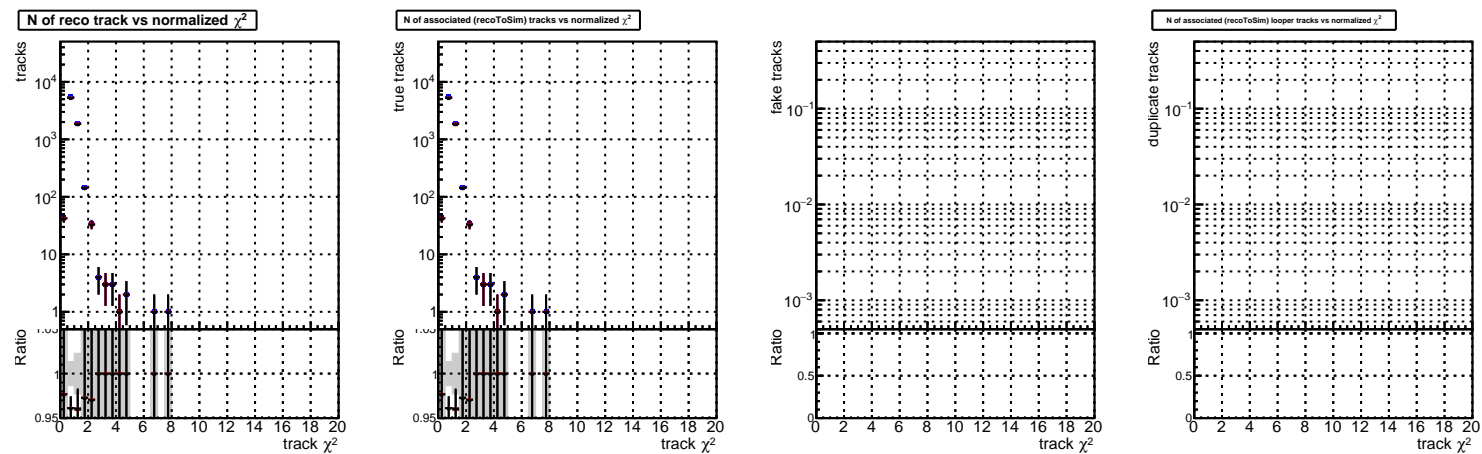 N of reco track vs normalized χ²
tracks
10⁴
10³
10²
10
1
Ratio
1
0.95
0 2 4 6 8 10 12 14 16 18 20
track χ²
N of associated (recoToSim) tracks vs normalized χ²
true tracks
10⁴
10³
10²
10
1
Ratio
1
0.95
0 2 4 6 8 10 12 14 16 18 20
track χ²
fake tracks
10⁻¹
10⁻²
10⁻³
Ratio
1
0.5
0
0 2 4 6 8 10 12 14 16 18 20
track χ²
N of associated (recoToSim) looper tracks vs normalized χ²
duplicate tracks
10⁻¹
10⁻²
10⁻³
Ratio
1
0.5
0
0 2 4 6 8 10 12 14 16 18 20
track χ²